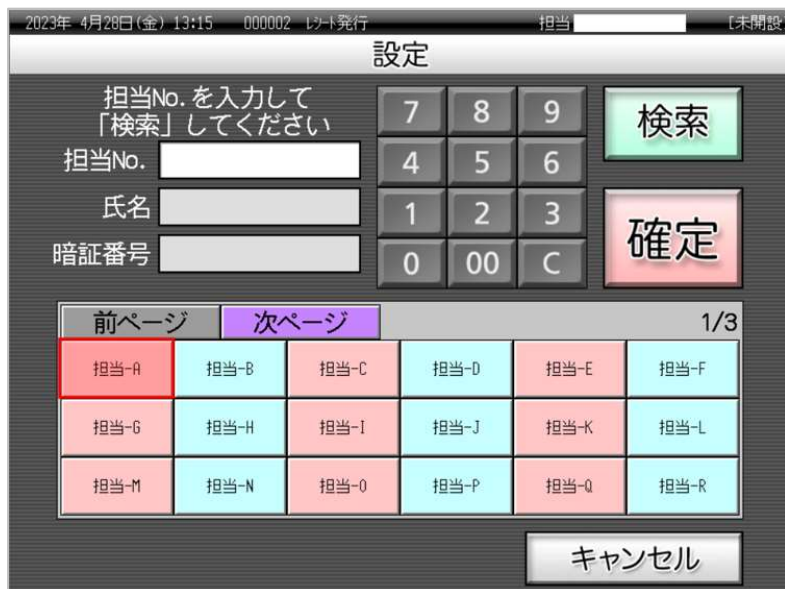 2023年 4月28日(金) 13:15 000002 レシート発行 担当 [未開設
設定
担当No.を入力して
「検索」してください
担当No.
氏名
暗証番号
7 8 9
4 5 6
1 2 3
0 00 C
検索
確定
前ページ 次ページ 1/3
担当-A 担当-B 担当-C 担当-D 担当-E 担当-F
担当-G 担当-H 担当-I 担当-J 担当-K 担当-L
担当-M 担当-N 担当-O 担当-P 担当-Q 担当-R
キャンセル